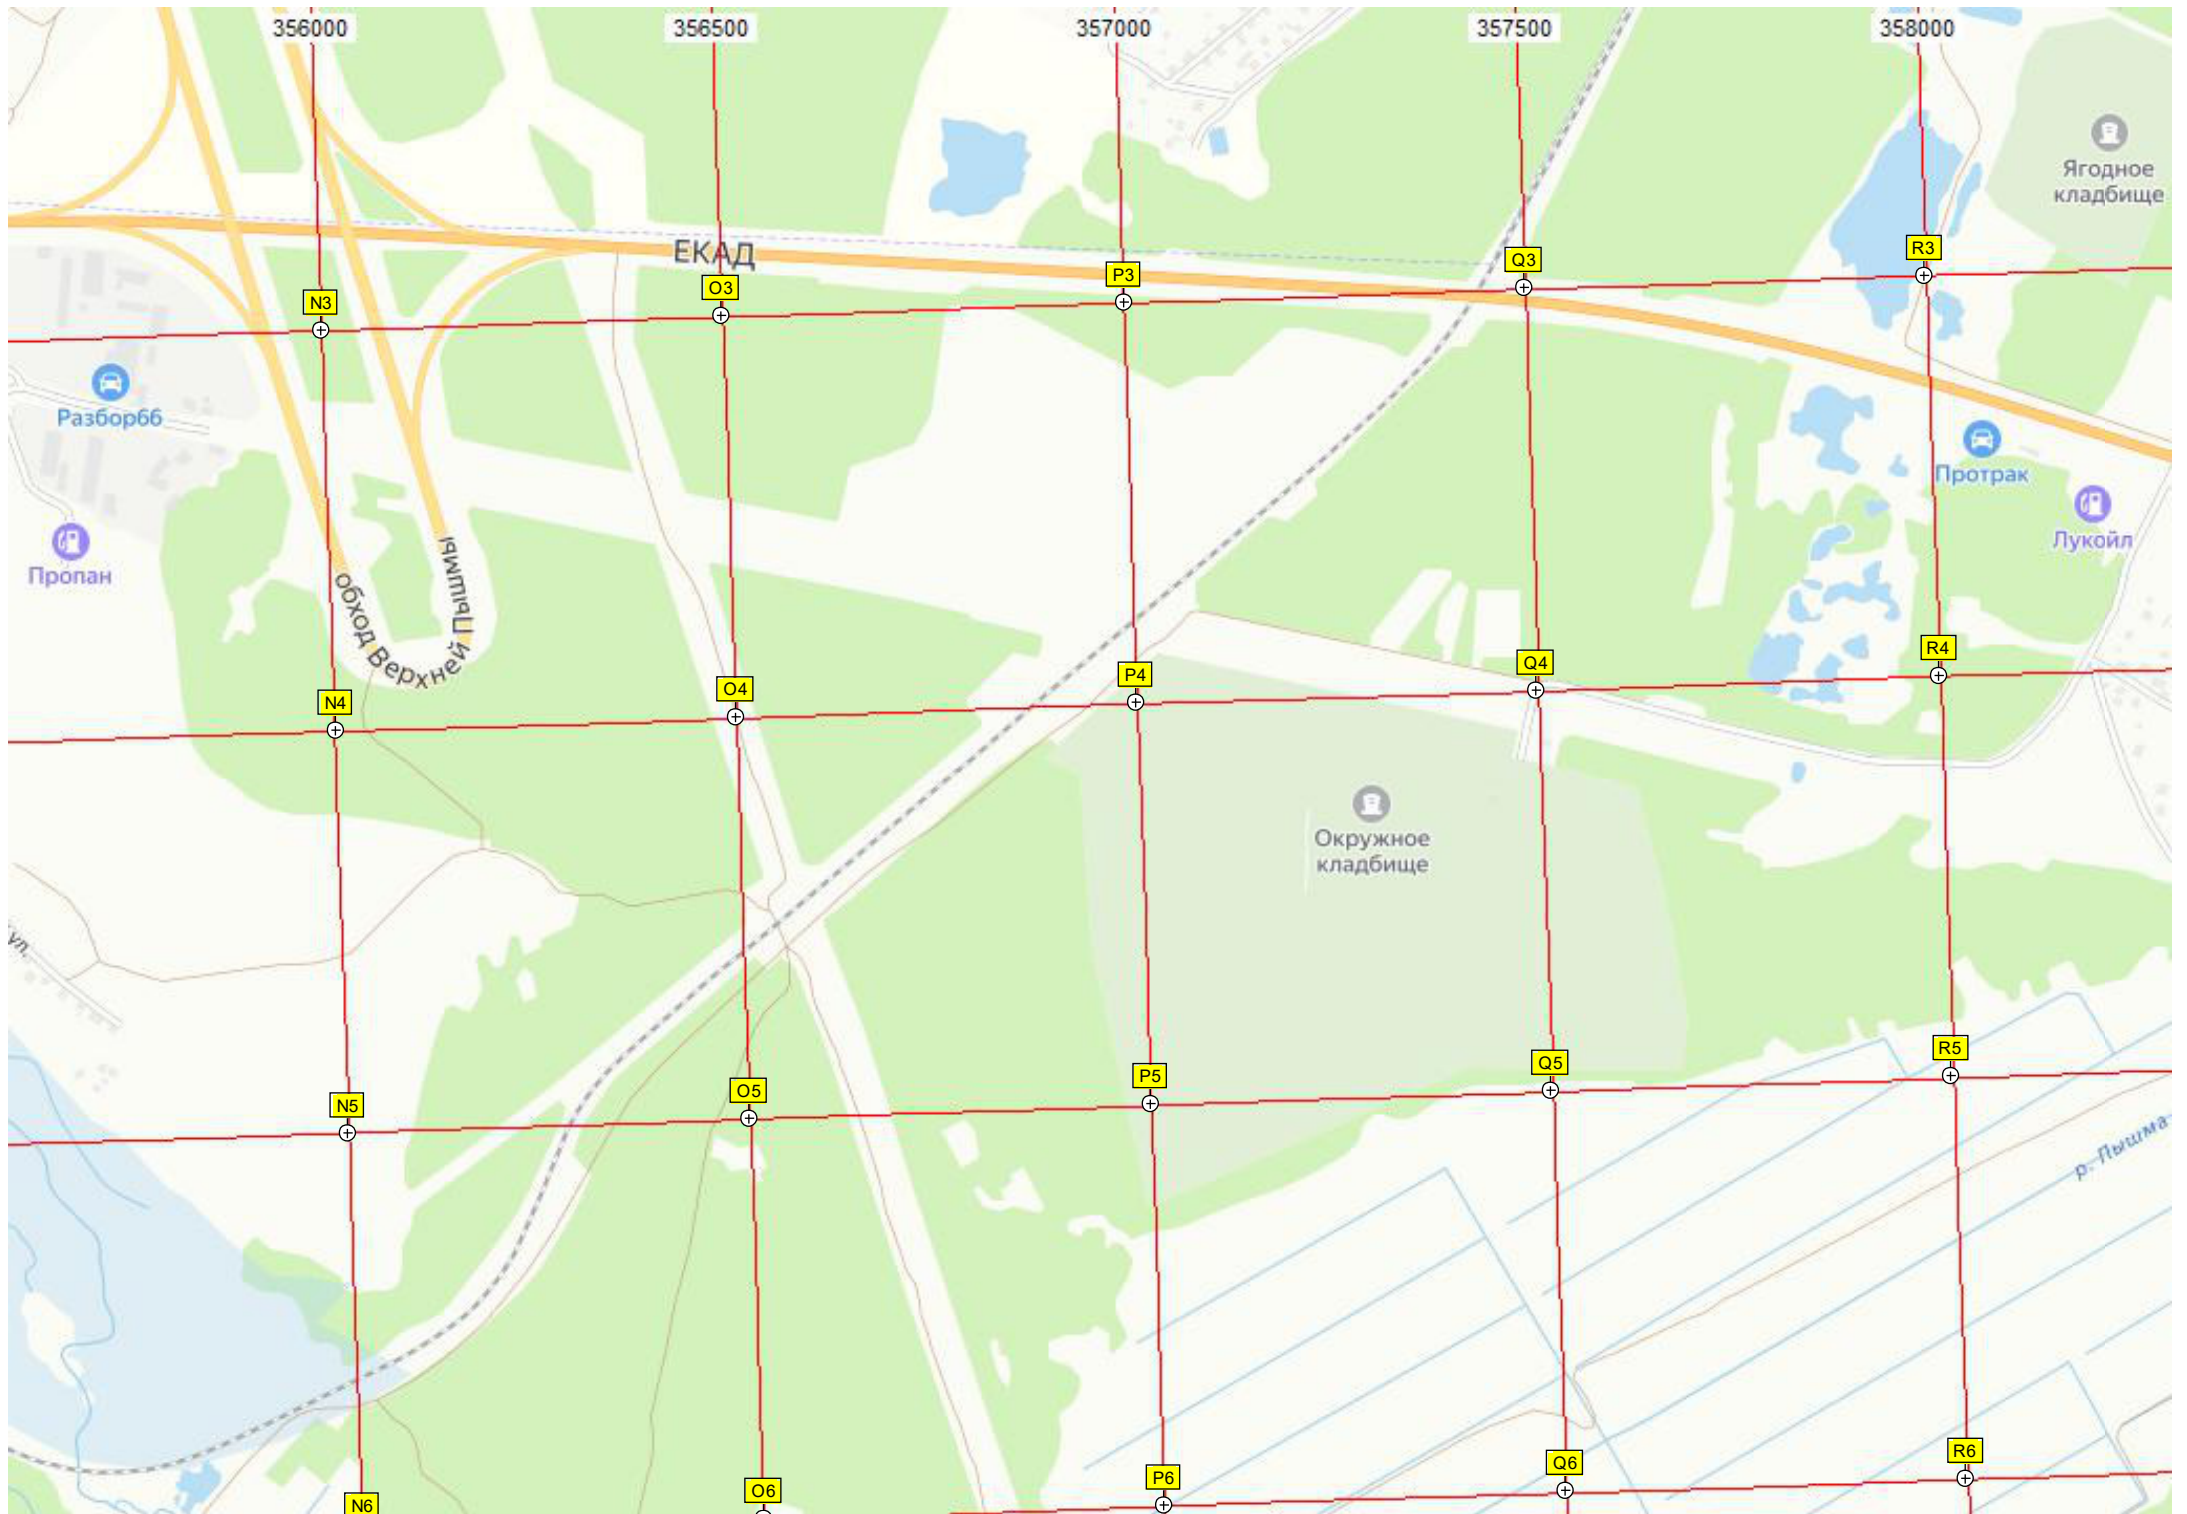 356000 356500 357000 357500 358000
Ягодное
кладбище
ЕКАД
N3 O3 P3 Q3 R3
Разбор66
Протрак
Лукойл
Пропан
обход Верхней Пышмы
N4 O4 P4 Q4 R4
Окружное
кладбище
ул.
N5 O5 P5 Q5 R5
р. Пышма
N6 O6 P6 Q6 R6